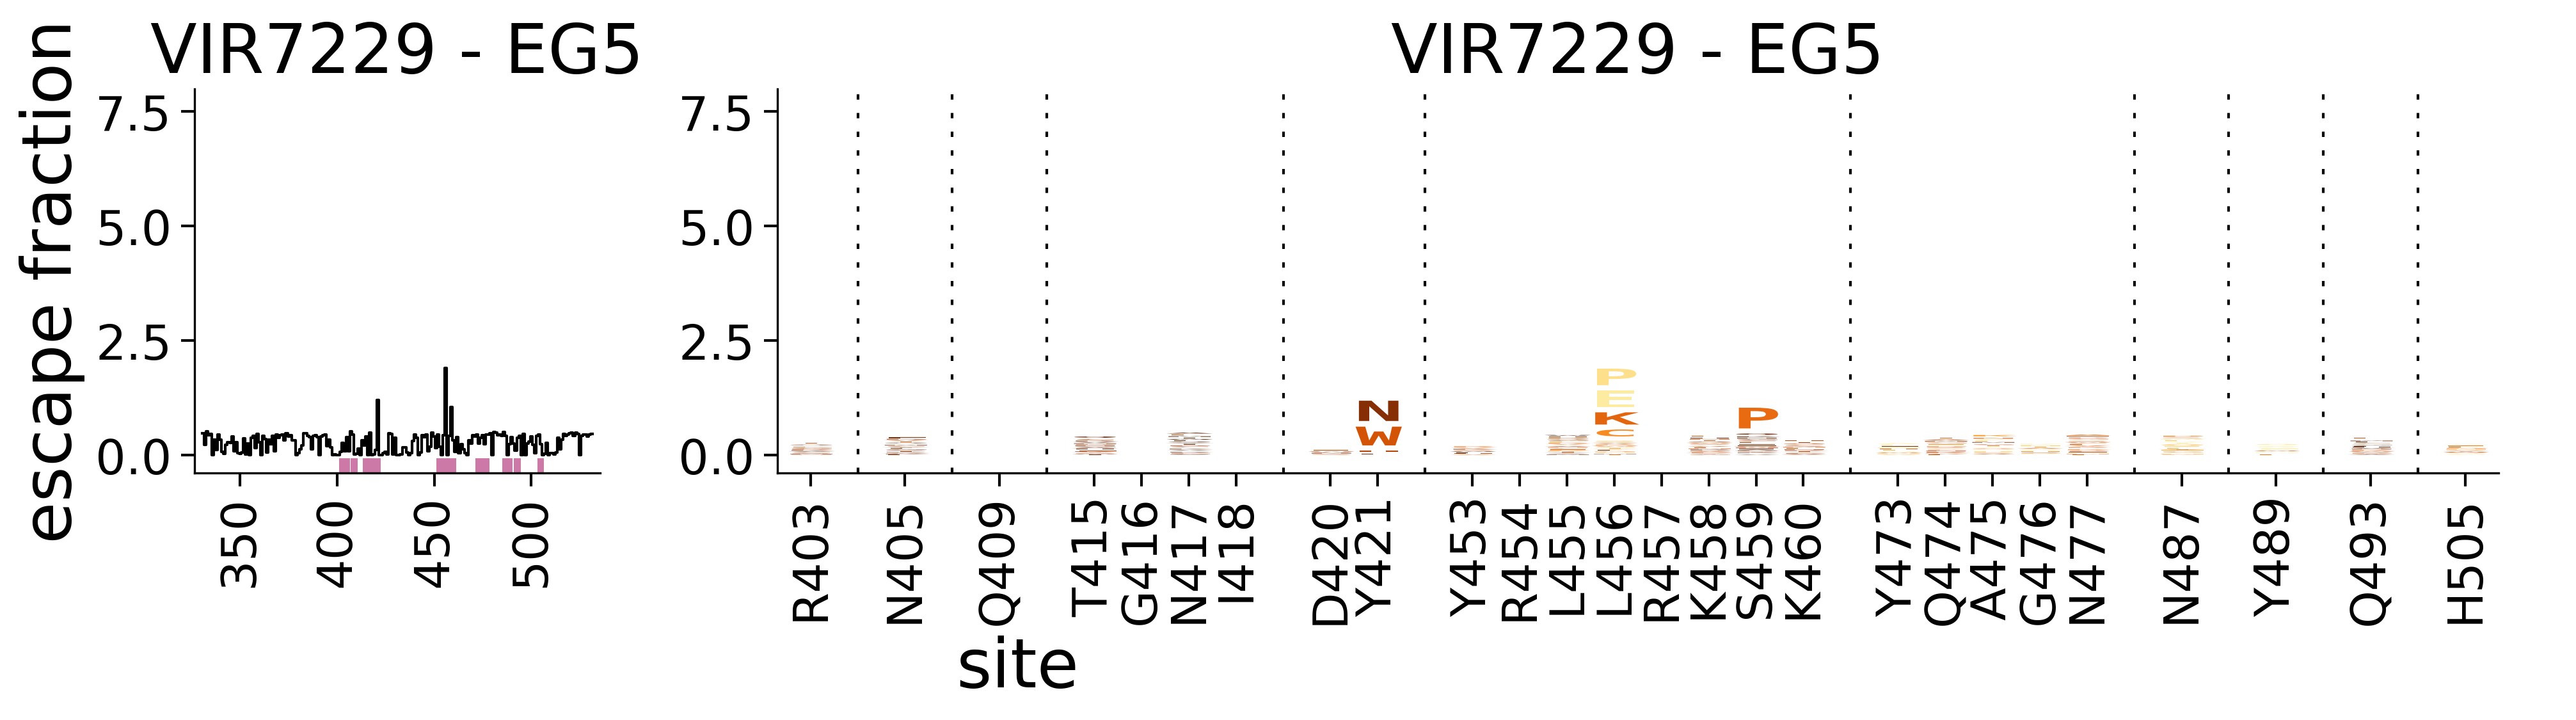 VIR7229 - EG5
VIR7229 - EG5
escape fraction
7.5
5.0
2.5
0.0
350
400
450
500
7.5
5.0
2.5
0.0
N
W
P
E
K
C
P
R403
N405
Q409
T415
G416
N417
I418
D420
Y421
Y453
R454
L455
L456
R457
K458
S459
K460
Y473
Q474
A475
G476
N477
N487
Y489
Q493
H505
site